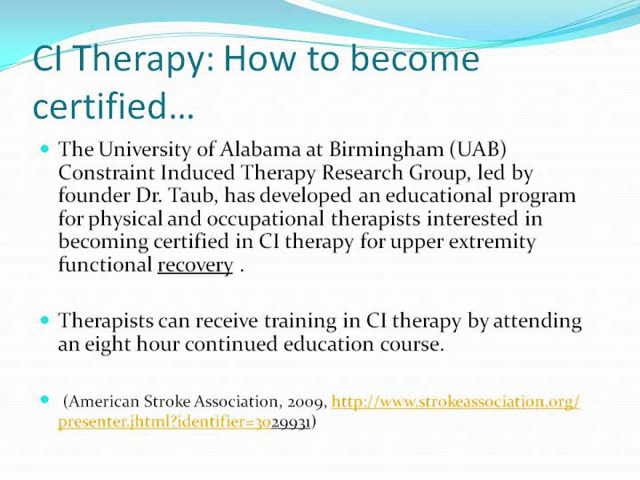 CI Therapy: How to become
certified...
The University of Alabama at Birmingham (UAB)
Constraint Induced Therapy Research Group, led by
founder Dr. Taub, has developed an educational program
for physical and occupational therapists interested in
becoming certified in CI therapy for upper extremity
functional recovery .
Therapists can receive training in CI therapy by attending
an eight hour continued education course.
(American Stroke Association, 2009, http://www.strokeassociation.org/
presenter.jhtml?identifier=3029931)